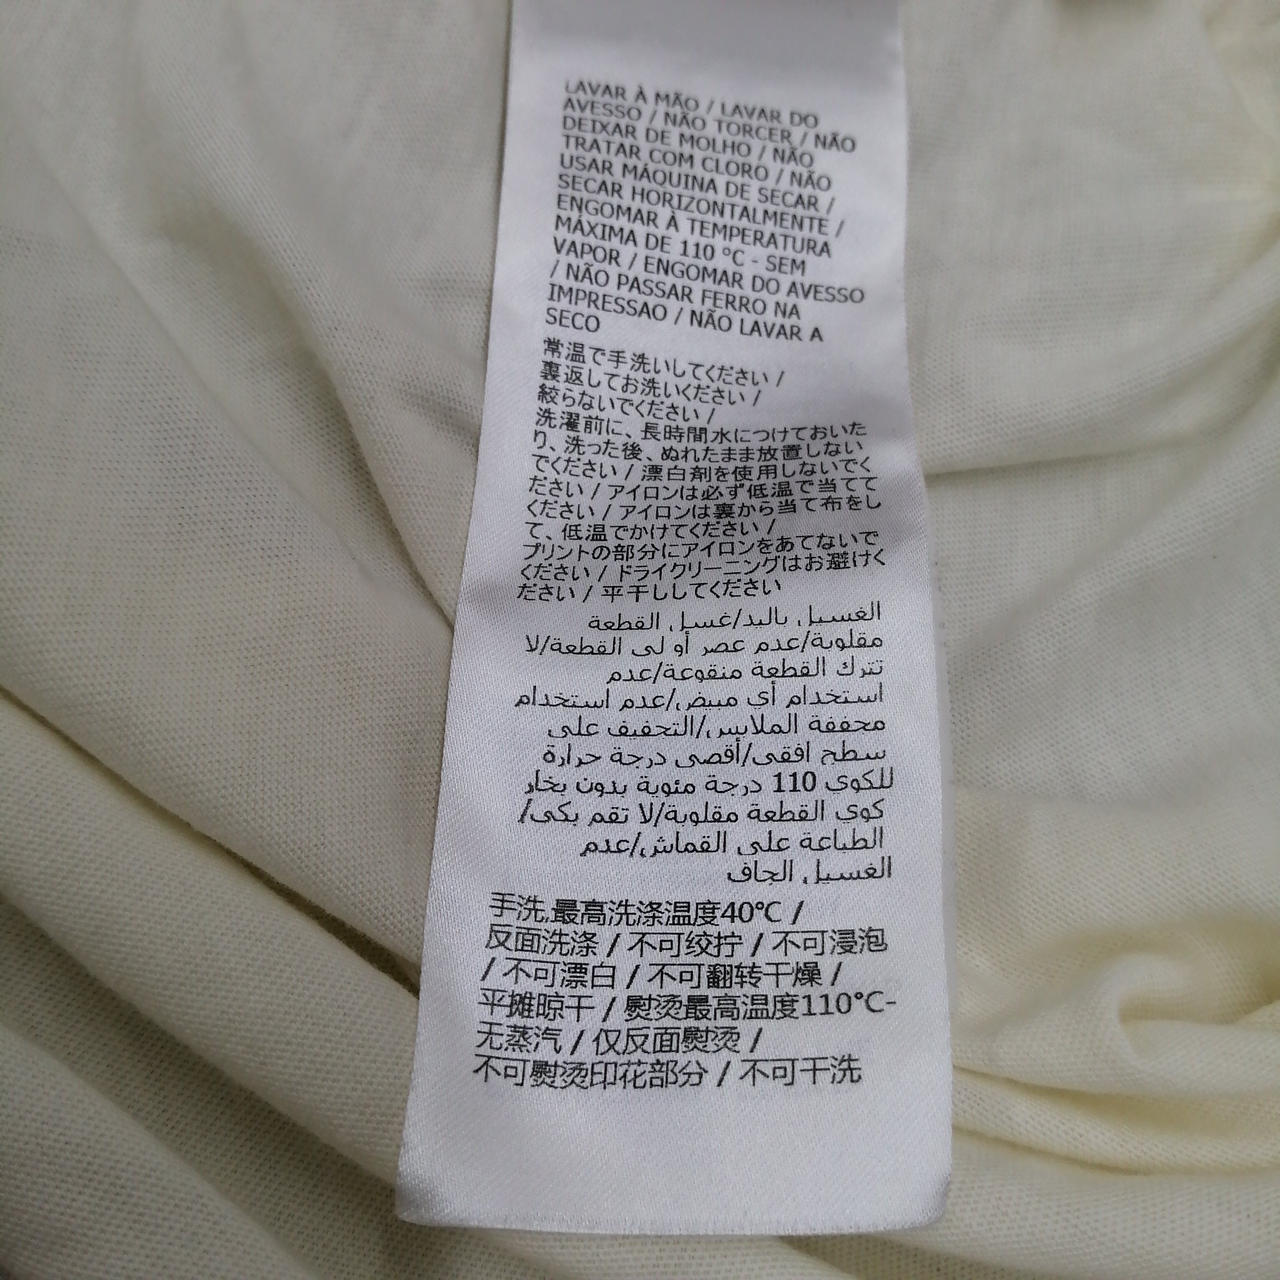 LAVAR À MÃO / LAVAR DO
AVESSO / NÃO TORCER / NÃO
DEIXAR DE MOLHO / NÃO
TRATAR COM CLORO / NÃO
USAR MÁQUINA DE SECAR /
SECAR HORIZONTALMENTE /
ENGOMAR À TEMPERATURA
MÁXIMA DE 110 °C - SEM
VAPOR / ENGOMAR DO AVESSO
/ NÃO PASSAR FERRO NA
IMPRESSAO / NÃO LAVAR A
SECO
常温で手洗いしてください /
裏返してお洗いください /
絞らないでください /
洗濯前に、長時間水につけておいた
り、洗った後、ぬれたまま放置しない
でください / 漂白剤を使用しないでく
ださい / アイロンは必ず低温で当てて
ください / アイロンは裏から当て布をし
て、低温でかけてください /
プリントの部分にアイロンをあてないで
ください / ドライクリーニングはお避けく
ださい / 平干ししてください
الغسيل باليد/غسل القطعة
مقلوبة/عدم عصر أو لي القطعة/لا
تترك القطعة منقوعة/عدم
استخدام أي مبيض/عدم استخدام
مجففة الملابس/التجفيف على
سطح افقي/أقصى درجة حرارة
للكوي 110 درجة مئوية بدون بخار
كوي القطعة مقلوبة/لا تقم بكي/
الطباعة على القماش/عدم
الغسيل الجاف
手洗,最高洗涤温度40℃ /
反面洗涤 / 不可绞拧 / 不可浸泡
/ 不可漂白 / 不可翻转干燥 /
平摊晾干 / 熨烫最高温度110℃-
无蒸汽 / 仅反面熨烫 /
不可熨烫印花部分 / 不可干洗